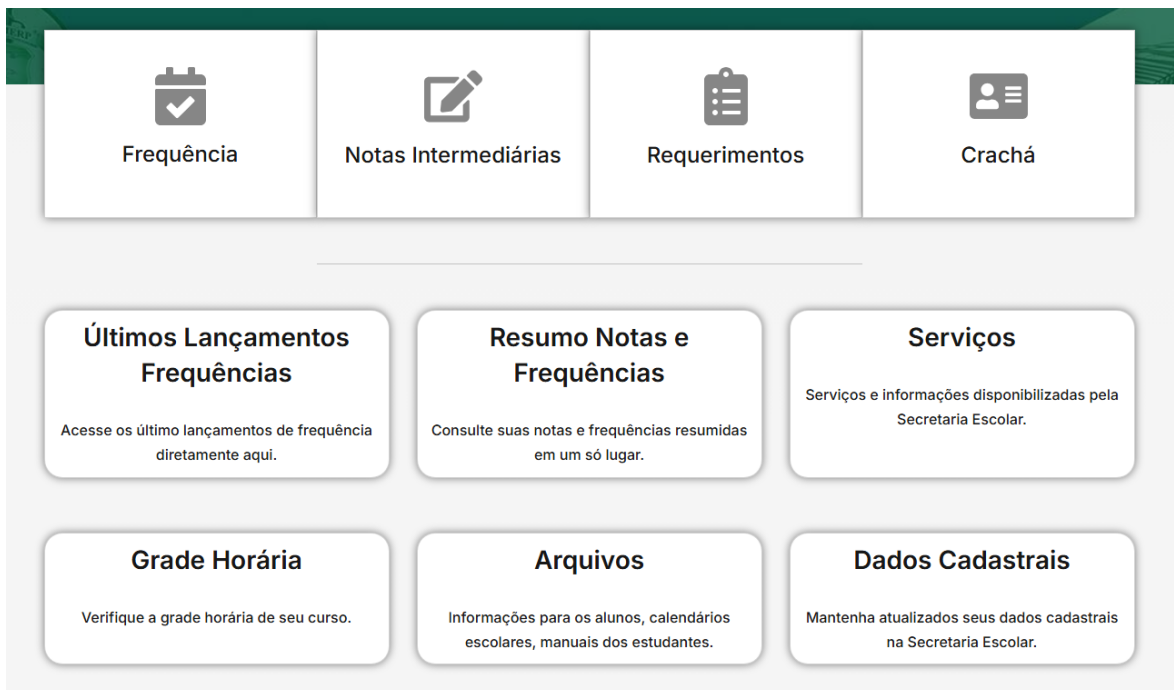 Frequência
Notas Intermediárias
Requerimentos
Crachá
Últimos Lançamentos
Frequências
Acesse os último lançamentos de frequência
diretamente aqui.
Resumo Notas e
Frequências
Consulte suas notas e frequências resumidas
em um só lugar.
Serviços
Serviços e informações disponibilizadas pela
Secretaria Escolar.
Grade Horária
Verifique a grade horária de seu curso.
Arquivos
Informações para os alunos, calendários
escolares, manuais dos estudantes.
Dados Cadastrais
Mantenha atualizados seus dados cadastrais
na Secretaria Escolar.